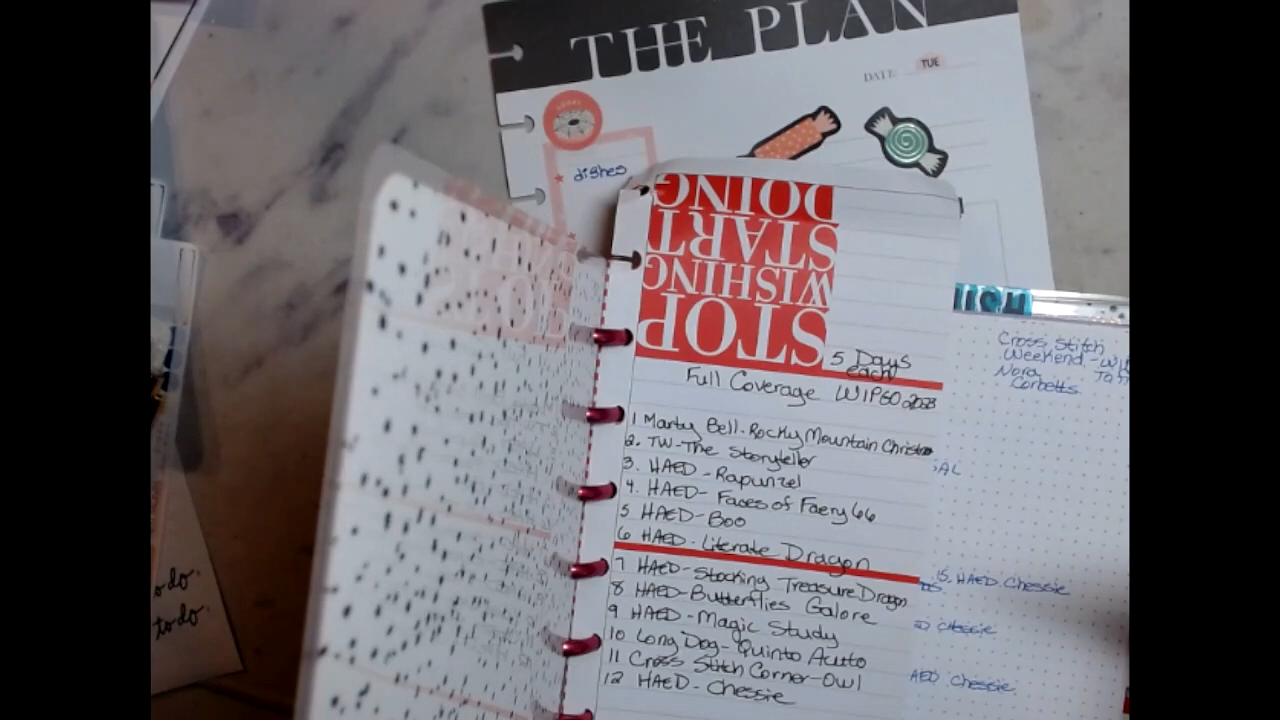 THE PLAN
DATE: TUE
dishes
STOP
WISHING
START
DOING
5 Days
each
Full Coverage WIPGO 2023
1 Marty Bell-Rocky Mountain Christmas
2. TW-The Storyteller
3. HAED-Rapunzel
4. HAED-Faces of Faery 66
5 HAED-Boo
6 HAED-Literate Dragon
7 HAED-Stocking Treasure Dragon
8 HAED-Butterflies Galore
9 HAED-Magic Study
10 Long Dog-Quinto Acuto
11 Cross Stitch Corner-Owl
12 HAED-Chessie
Cross Stitch
Weekend -
Nora
Corbetts
15. HAED Chessie
Chessie
AED Chessie
to do.